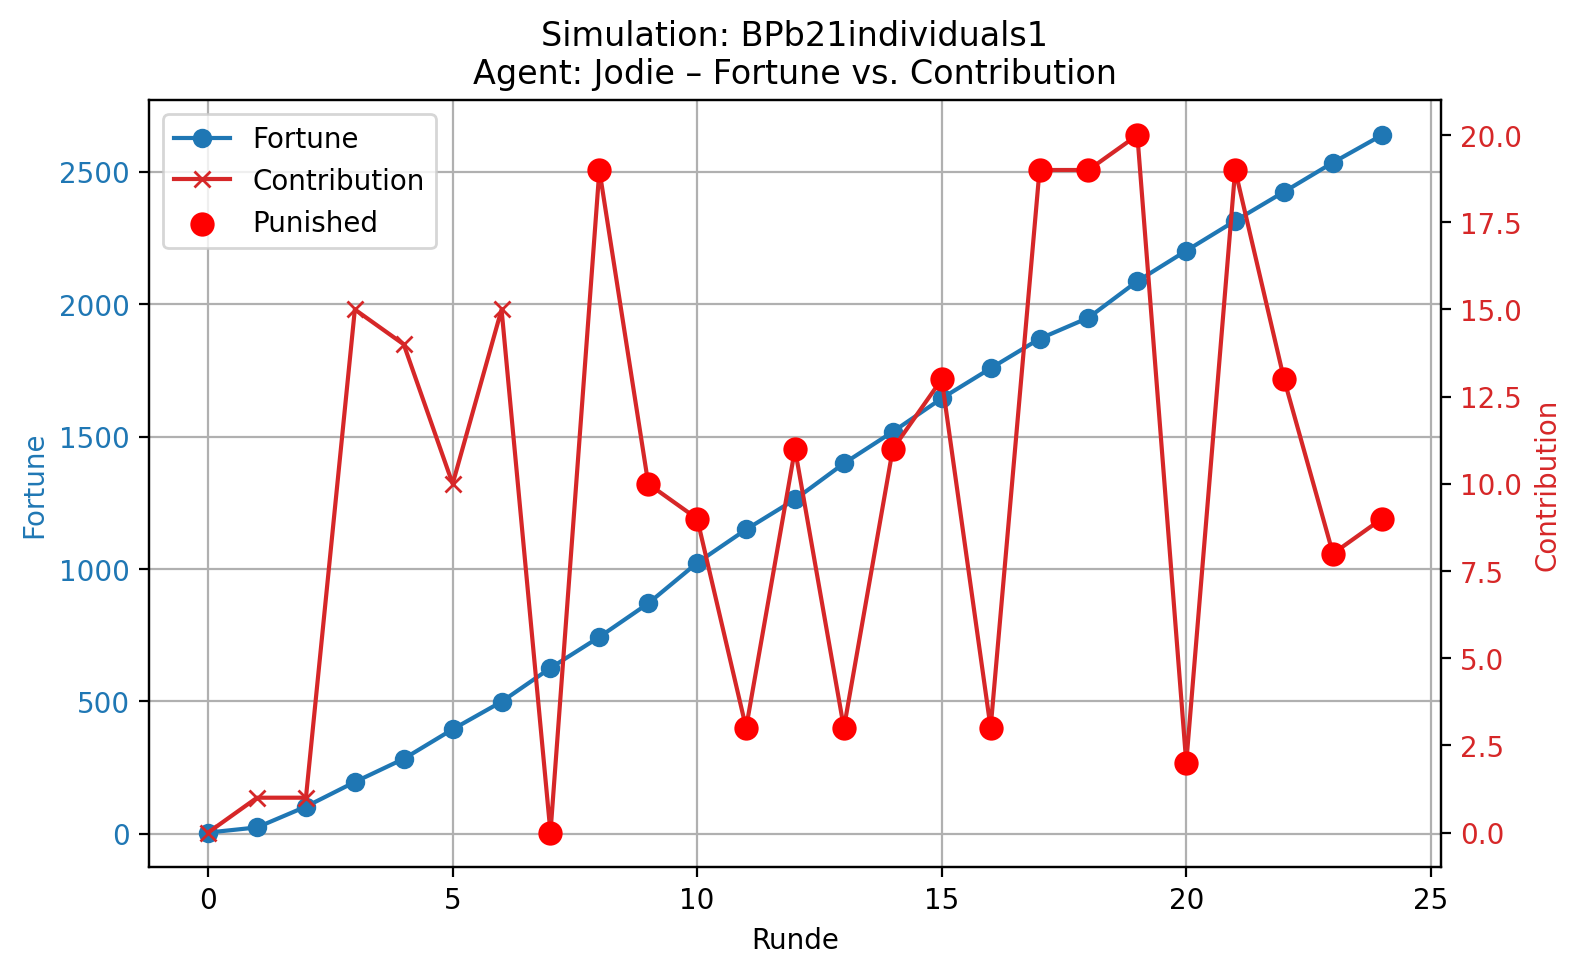 Simulation: BPb21individuals1
Agent: Jodie – Fortune vs. Contribution
Fortune
Contribution
Punished
2500
2000
1500
1000
500
0
Fortune
20.0
17.5
15.0
12.5
10.0
7.5
5.0
2.5
0.0
Contribution
0 5 10 15 20 25
Runde